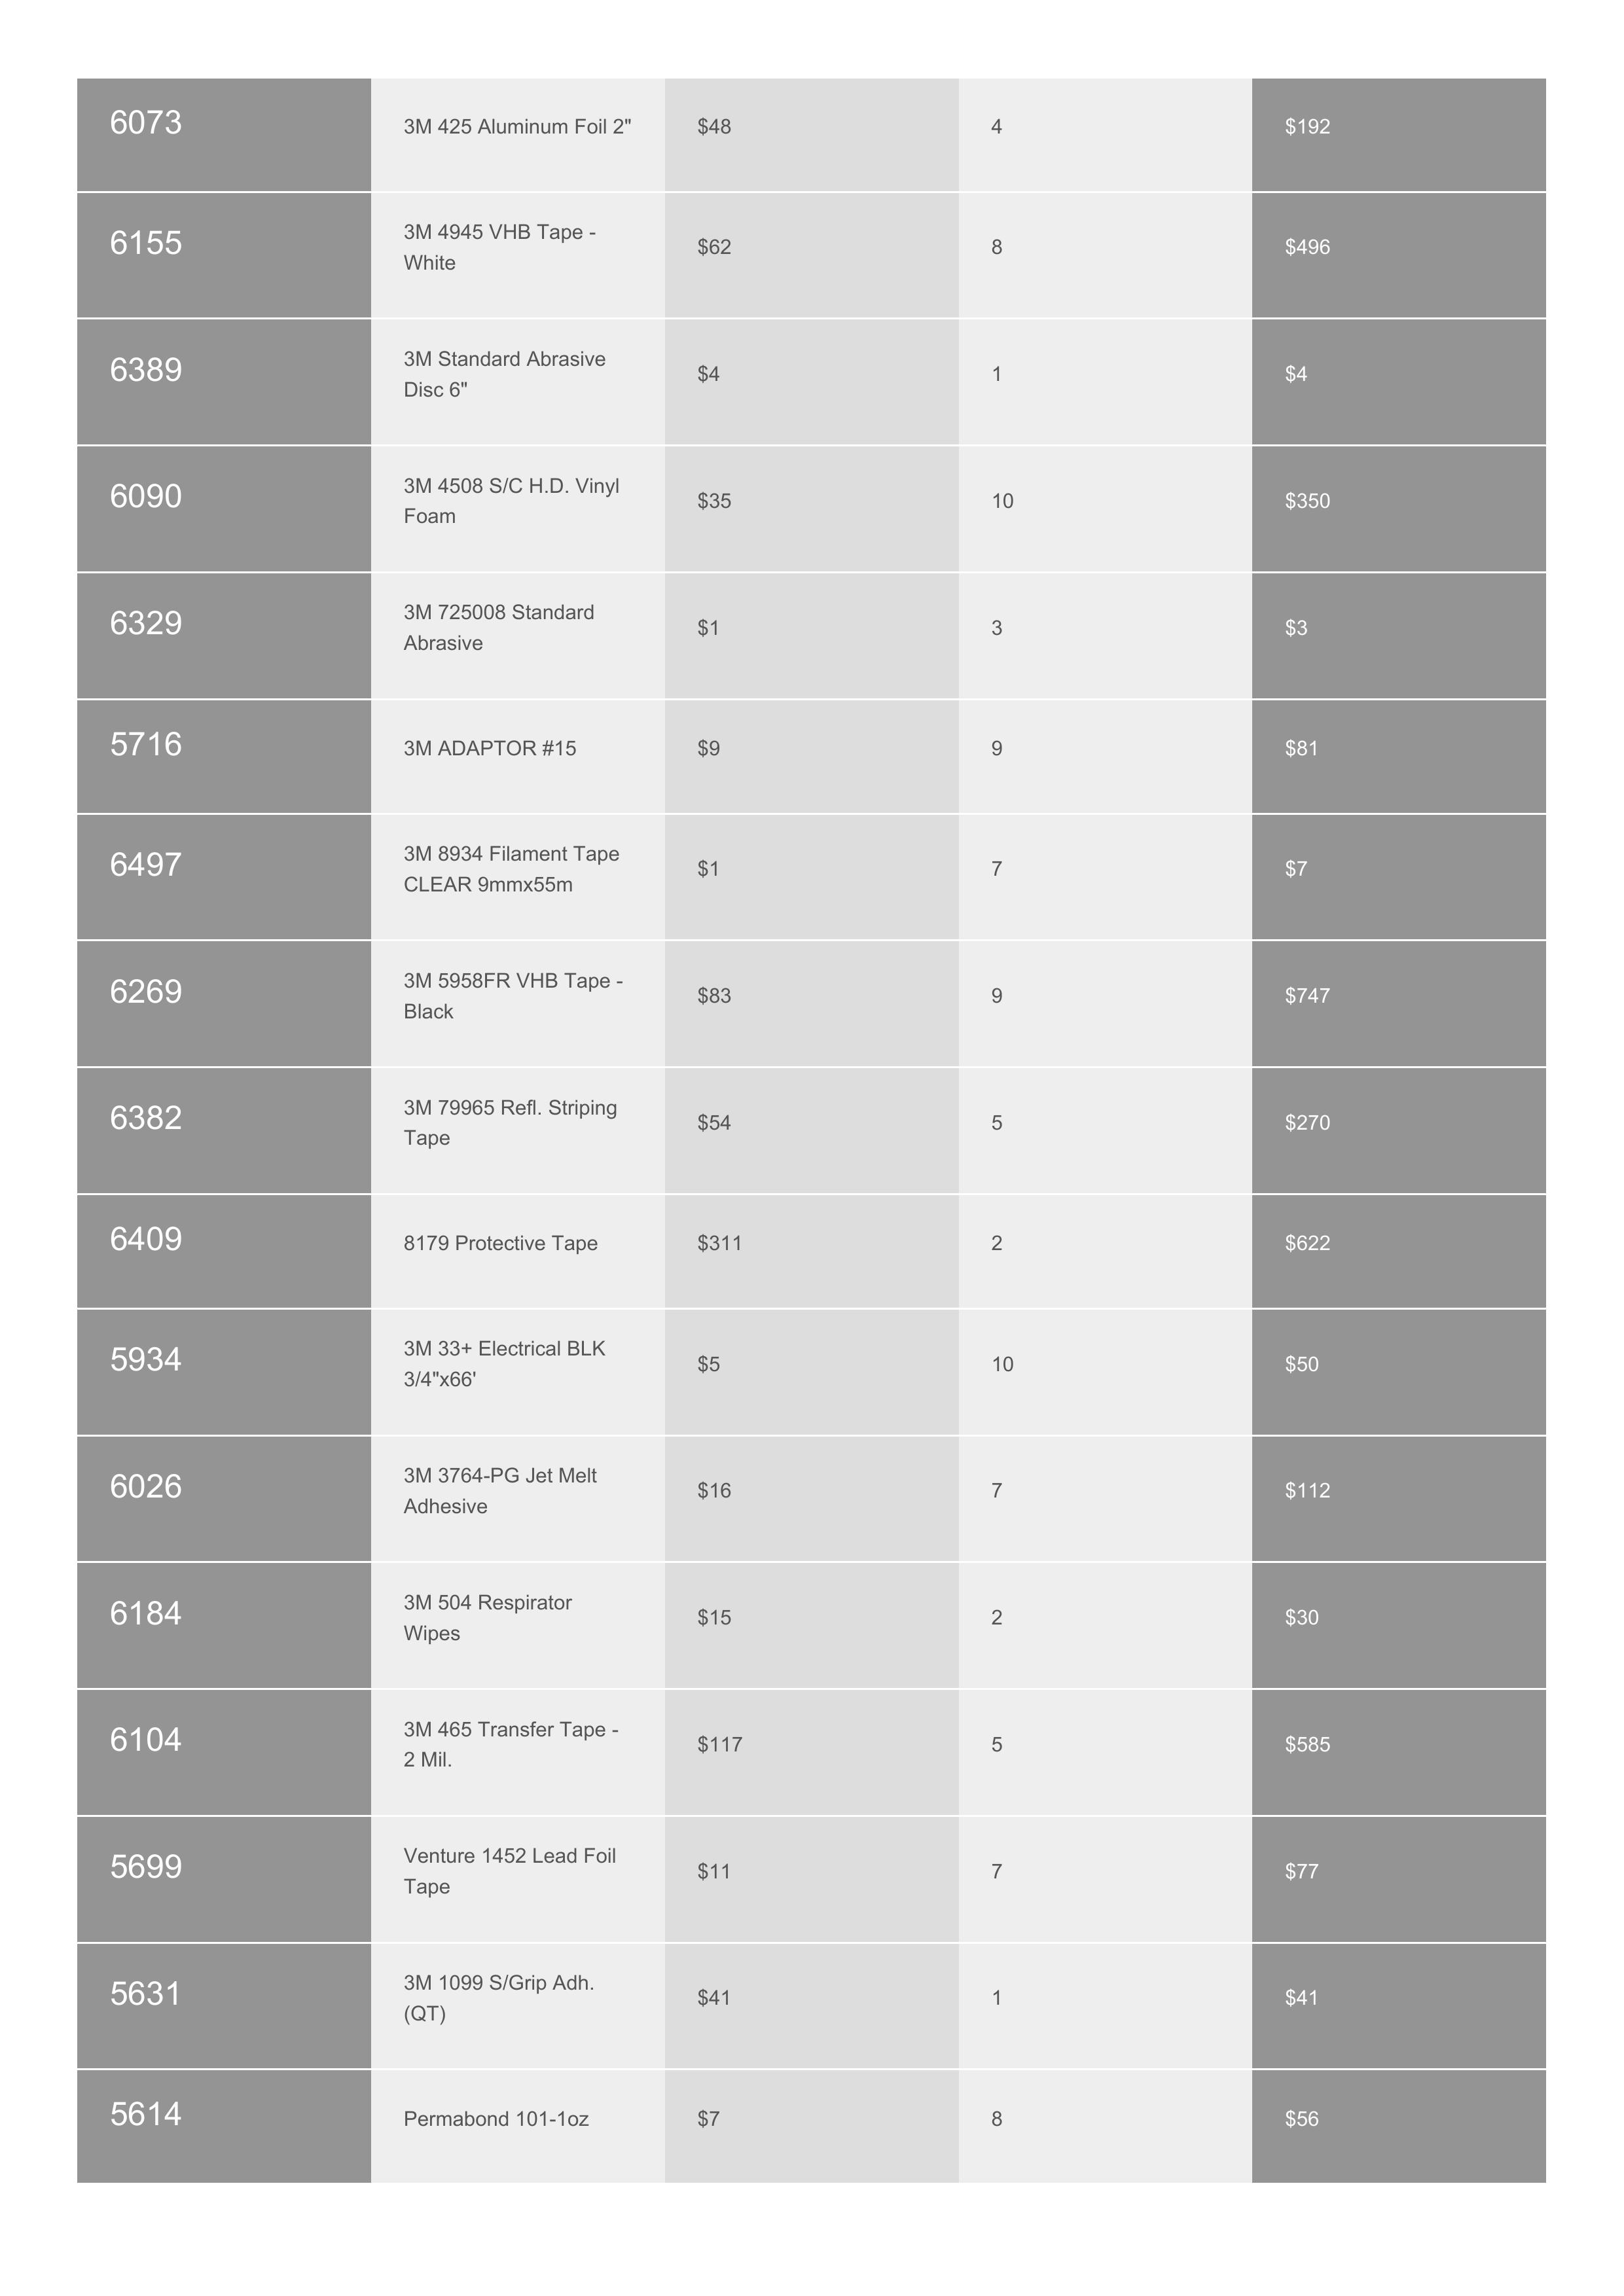 6073 3M 425 Aluminum Foil 2" $48 4 $192
6155 3M 4945 VHB Tape - $62 8 $496
White
6389 3M Standard Abrasive $4 1 $4
Disc 6"
6090 3M 4508 S/C H.D. Vinyl $35 10 $350
Foam
6329 3M 725008 Standard $1 3 $3
Abrasive
5716 3M ADAPTOR #15 $9 9 $81
6497 3M 8934 Filament Tape $1 7 $7
CLEAR 9mmx55m
6269 3M 5958FR VHB Tape - $83 9 $747
Black
6382 3M 79965 Refl. Striping $54 5 $270
Tape
6409 8179 Protective Tape $311 2 $622
5934 3M 33+ Electrical BLK $5 10 $50
3/4"x66'
6026 3M 3764-PG Jet Melt $16 7 $112
Adhesive
6184 3M 504 Respirator $15 2 $30
Wipes
6104 3M 465 Transfer Tape - $117 5 $585
2 Mil.
5699 Venture 1452 Lead Foil $11 7 $77
Tape
5631 3M 1099 S/Grip Adh. $41 1 $41
(QT)
5614 Permabond 101-1oz $7 8 $56